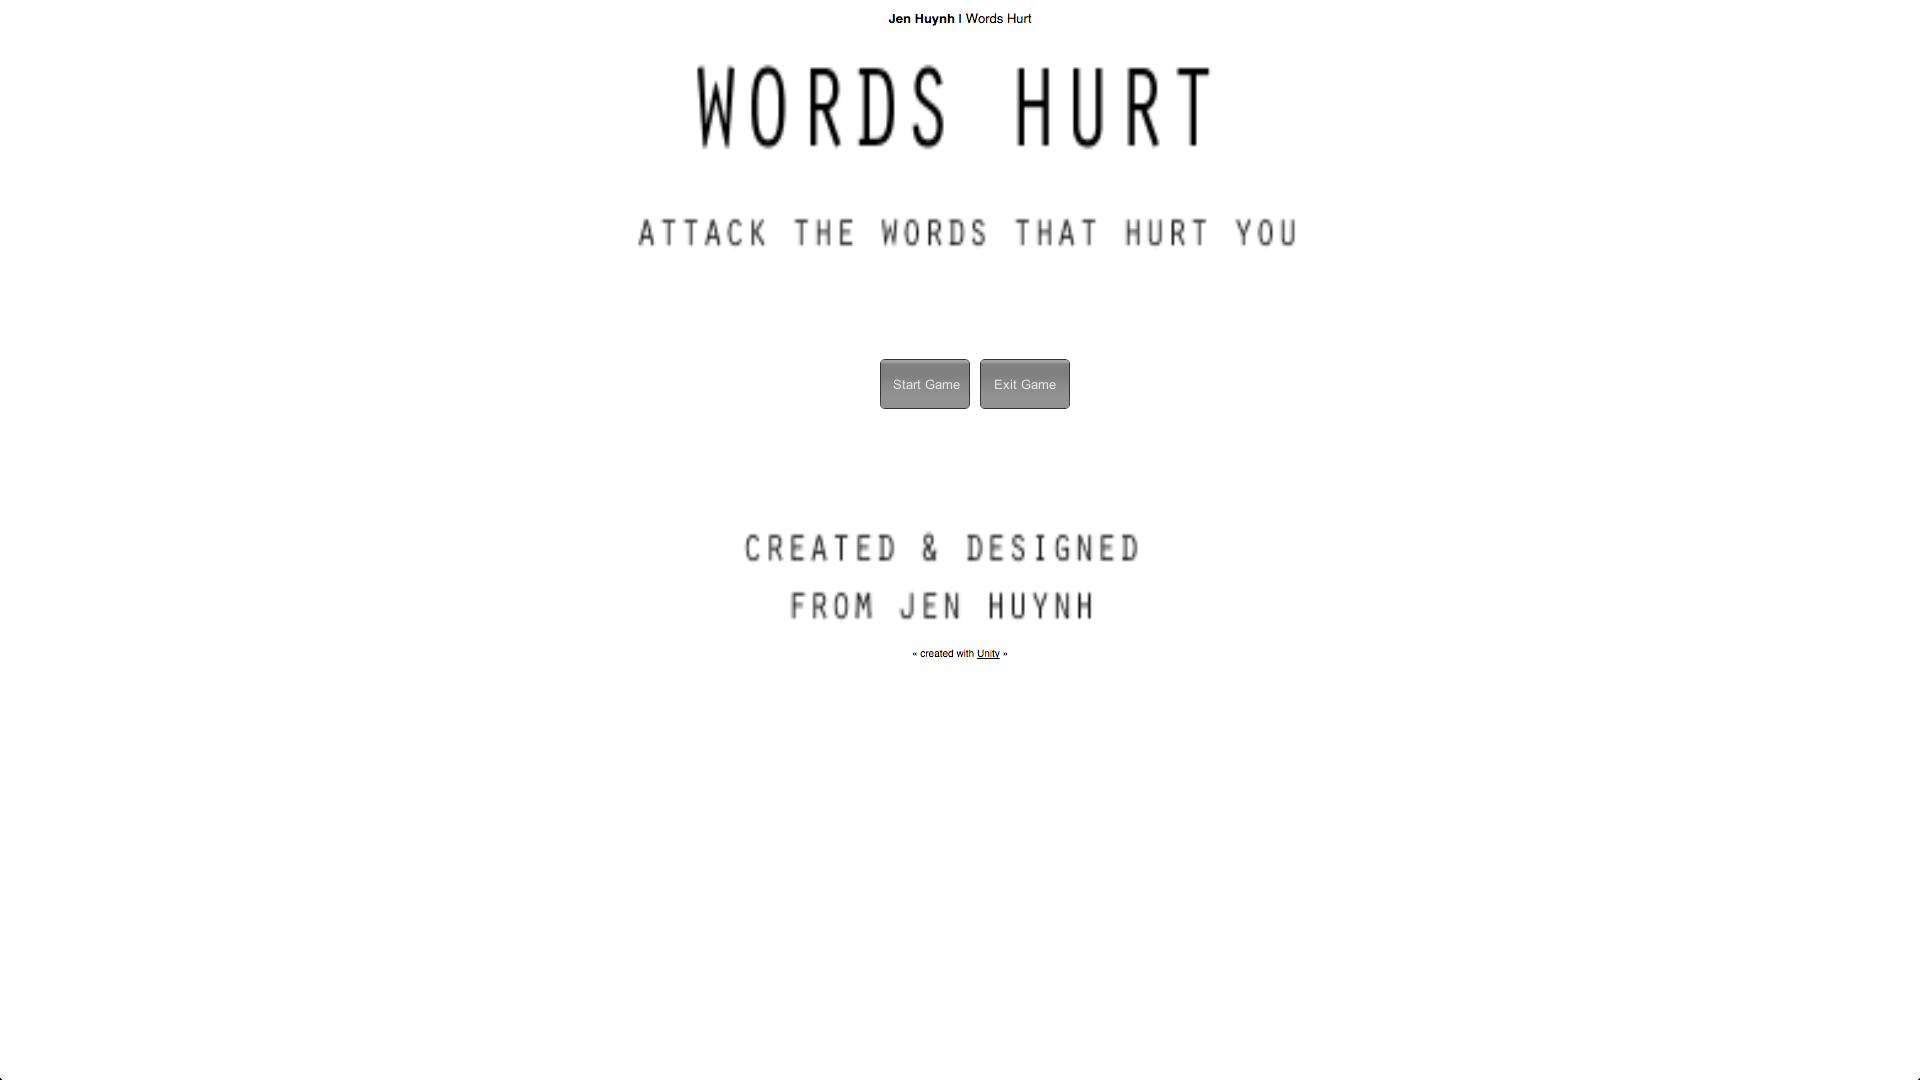 Jen Huynh I Words Hurt
WORDS HURT
ATTACK THE WORDS THAT HURT YOU
Start Game Exit Game
CREATED & DESIGNED
FROM JEN HUYNH
« created with Unity »